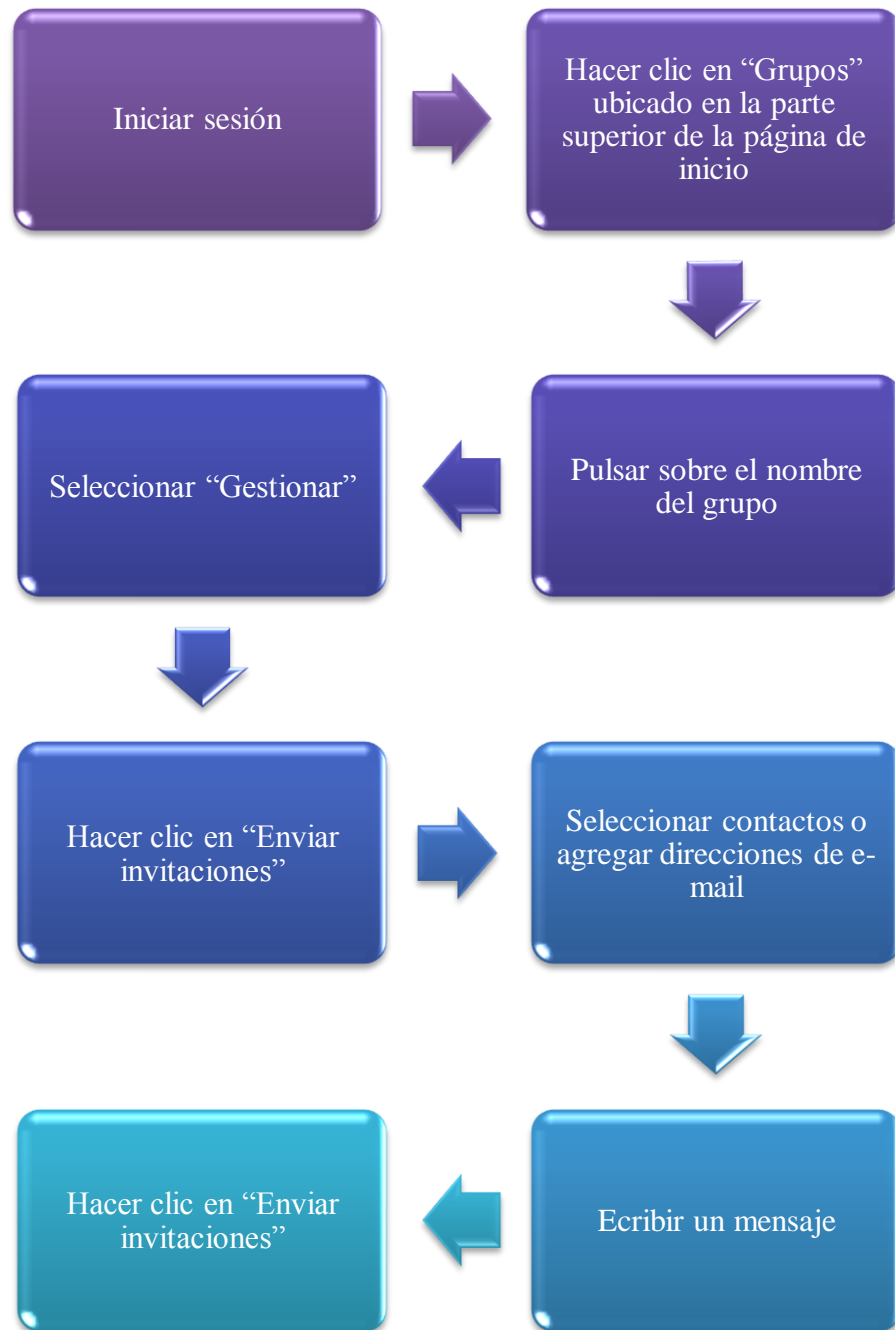 Iniciar sesión
Hacer clic en “Grupos”
ubicado en la parte
superior de la página de
inicio
Pulsar sobre el nombre
del grupo
Seleccionar “Gestionar”
Hacer clic en “Enviar
invitaciones”
Seleccionar contactos o
agregar direcciones de e-
mail
Ecribir un mensaje
Hacer clic en “Enviar
invitaciones”